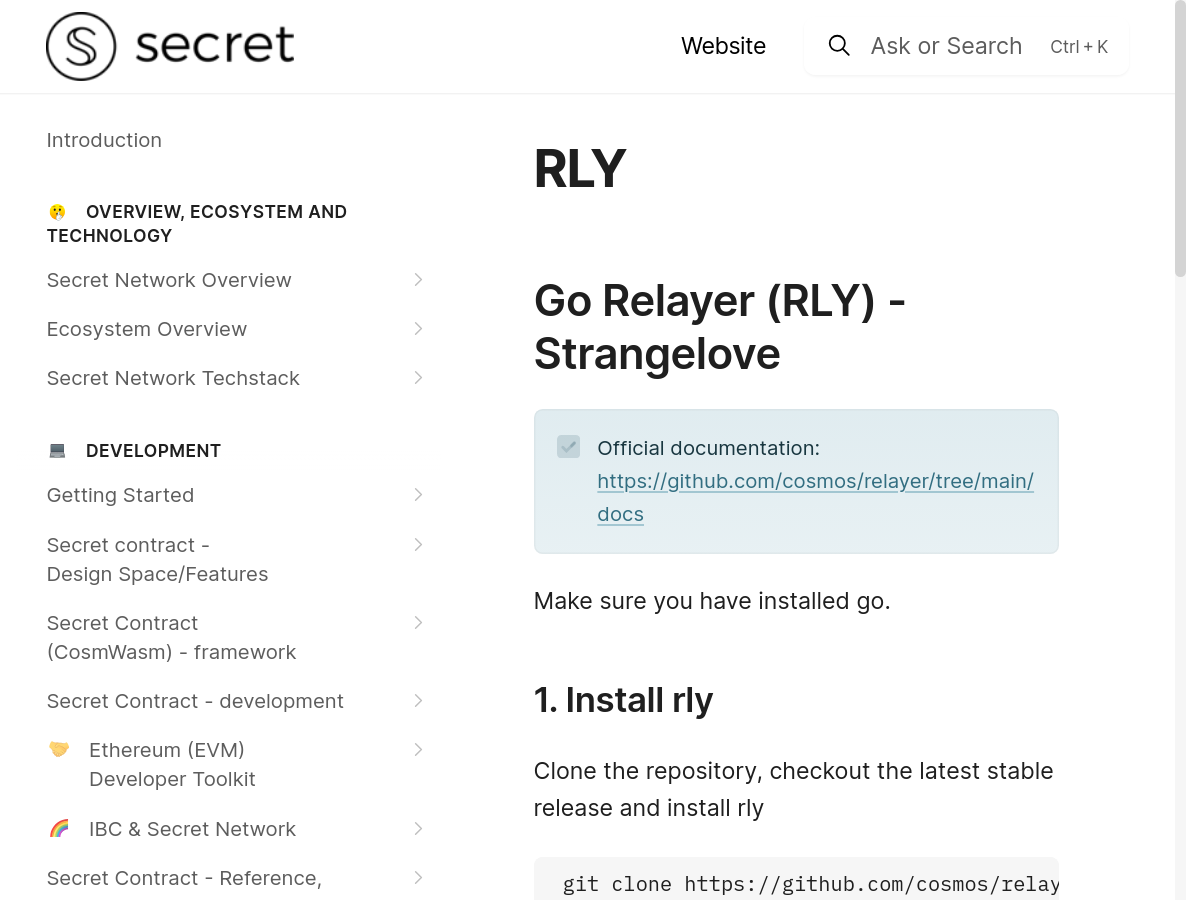 secret
Website
Ask or Search
Ctrl + K
Introduction
OVERVIEW, ECOSYSTEM AND
TECHNOLOGY
Secret Network Overview
Ecosystem Overview
Secret Network Techstack
DEVELOPMENT
Getting Started
Secret contract -
Design Space/Features
Secret Contract
(CosmWasm) - framework
Secret Contract - development
Ethereum (EVM)
Developer Toolkit
IBC & Secret Network
Secret Contract - Reference,
RLY
Go Relayer (RLY) -
Strangelove
Official documentation:
https://github.com/cosmos/relayer/tree/main/
docs
Make sure you have installed go.
1. Install rly
Clone the repository, checkout the latest stable
release and install rly
git clone https://github.com/cosmos/relay